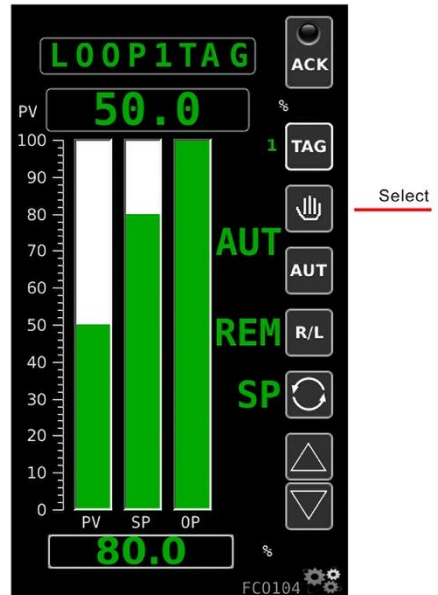 LOOP1TAG
ACK
PV 50.0 %
100
1 TAG
90
80
Select
70
AUT
AUT
60
50
REM R/L
40
30
SP
20
10
0
PV SP OP
80.0 %
FC0104